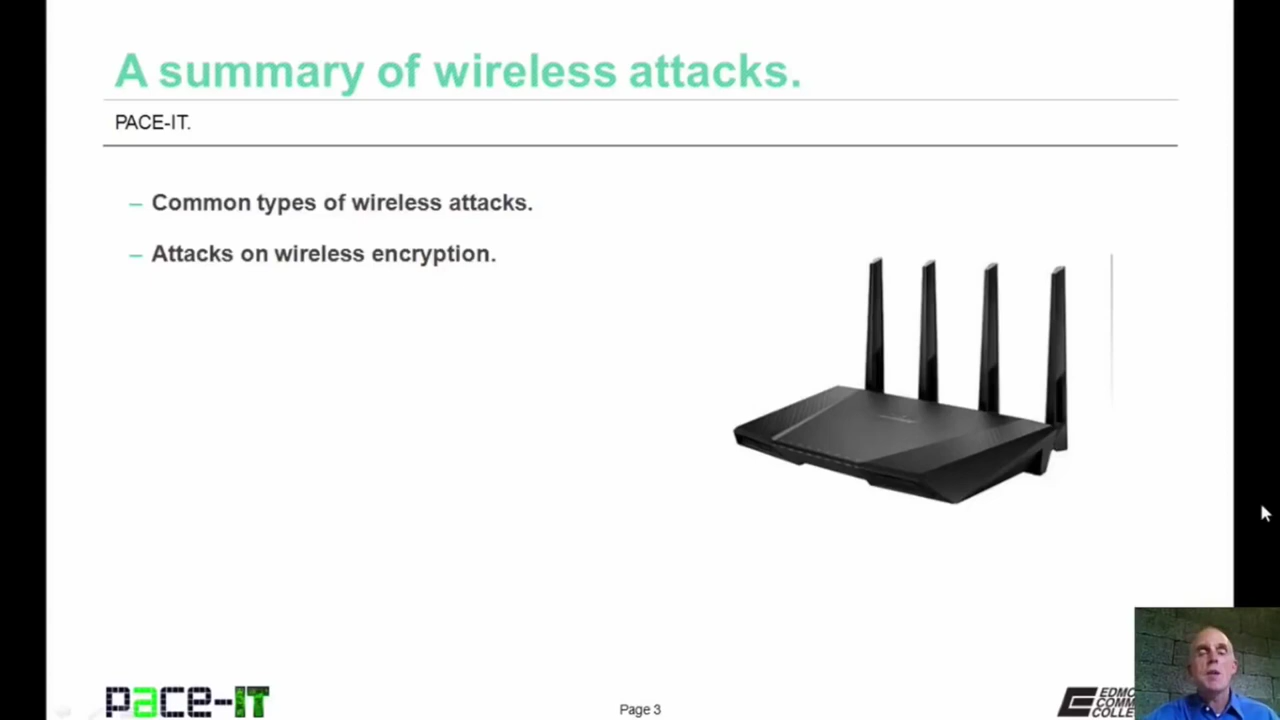 A summary of wireless attacks.
PACE-IT.
– Common types of wireless attacks.
– Attacks on wireless encryption.
pace-IT
Page 3